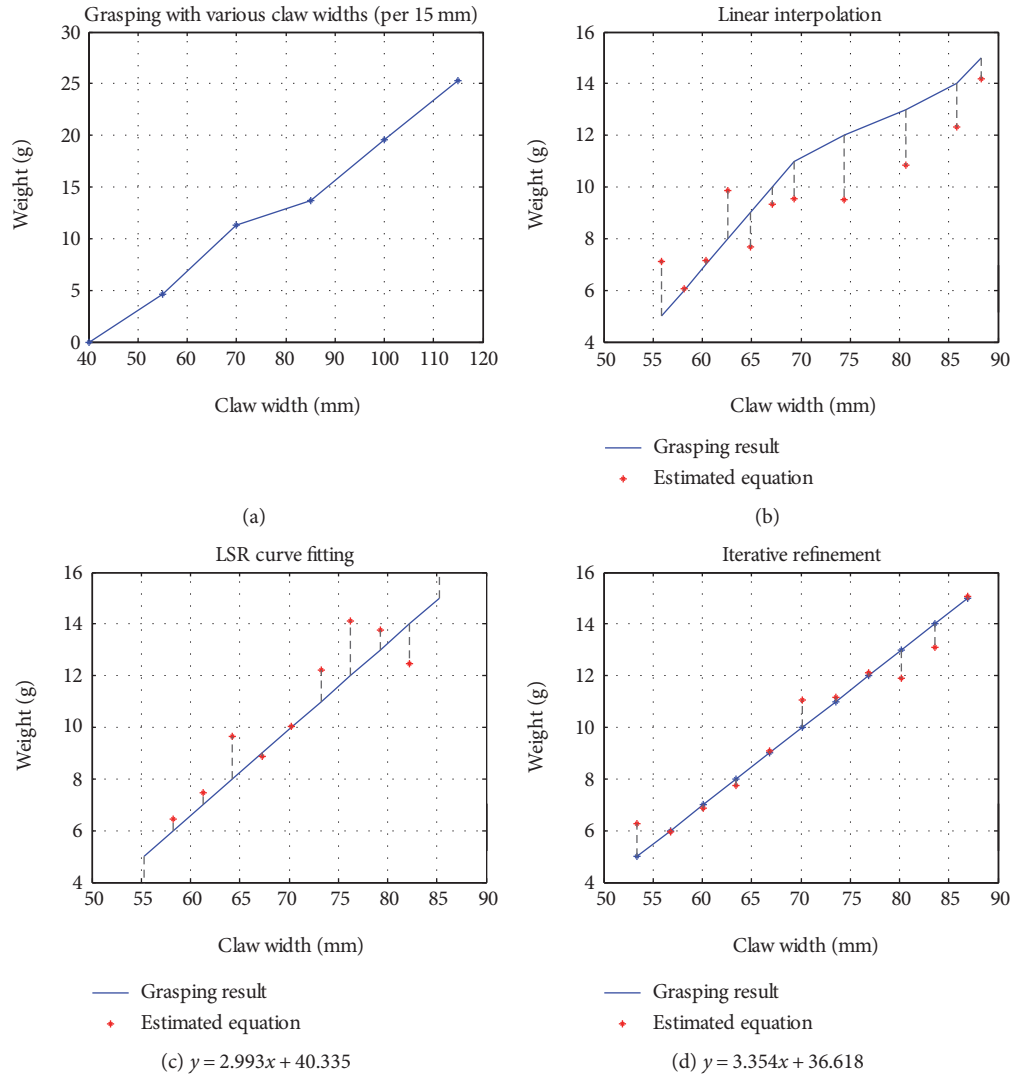 Grasping with various claw widths (per 15 mm)
30
25
20
15
10
5
0
40 50 60 70 80 90 100 110 120
Weight (g)
Claw width (mm)
(a)
Linear interpolation
16
14
12
10
8
6
4
50 55 60 65 70 75 80 85 90
Weight (g)
Claw width (mm)
Grasping result
Estimated equation
(b)
LSR curve fitting
16
14
12
10
8
6
4
50 55 60 65 70 75 80 85 90
Weight (g)
Claw width (mm)
Grasping result
Estimated equation
(c) y = 2.993x + 40.335
Iterative refinement
16
14
12
10
8
6
4
50 55 60 65 70 75 80 85 90
Weight (g)
Claw width (mm)
Grasping result
Estimated equation
(d) y = 3.354x + 36.618